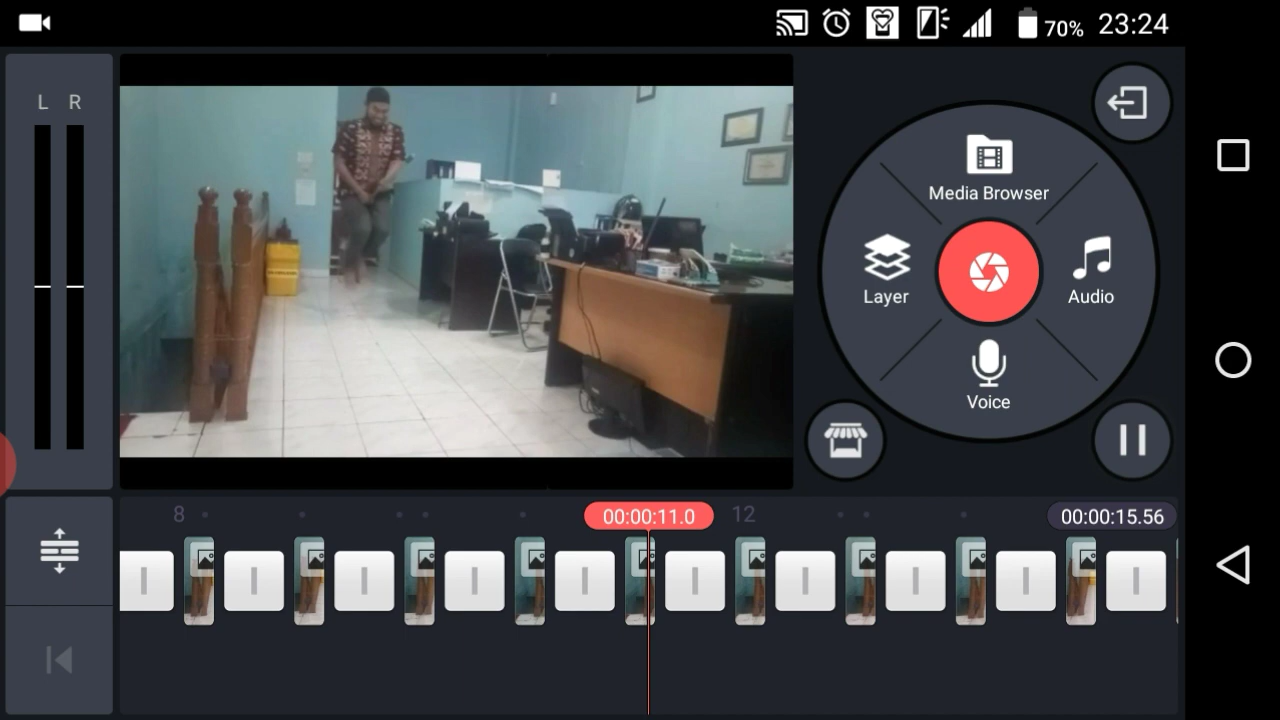 70% 23:24
L R
Media Browser
Layer
Audio
Voice
8
00:00:11.0
12
00:00:15.56